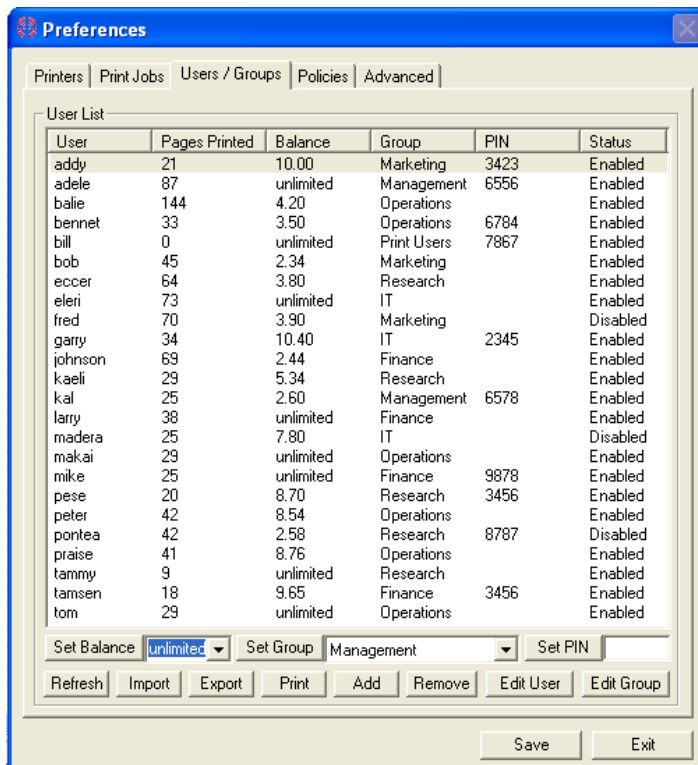 Preferences
Printers Print Jobs Users / Groups Policies Advanced
User List
User Pages Printed Balance Group PIN Status
addy 21 10.00 Marketing 3423 Enabled
adele 87 unlimited Management 6556 Enabled
balie 144 4.20 Operations Enabled
bennet 33 3.50 Operations 6784 Enabled
bill 0 unlimited Print Users 7867 Enabled
bob 45 2.34 Marketing Enabled
eccer 64 3.80 Research Enabled
eleri 73 unlimited IT Enabled
fred 70 3.90 Marketing Disabled
garry 34 10.40 IT 2345 Enabled
johnson 69 2.44 Finance Enabled
kaeli 29 5.34 Research Enabled
kal 25 2.60 Management 6578 Enabled
larry 38 unlimited Finance Enabled
madera 25 7.80 IT Disabled
makai 29 unlimited Operations Enabled
mike 25 unlimited Finance 9878 Enabled
pese 20 8.70 Research 3456 Enabled
peter 42 8.54 Operations Enabled
pontea 42 2.58 Research 8787 Disabled
praise 41 8.76 Operations Enabled
tammy 9 unlimited Research Enabled
tamsen 18 9.65 Finance 3456 Enabled
tom 29 unlimited Operations Enabled
Set Balance unlimited Set Group Management Set PIN
Refresh Import Export Print Add Remove Edit User Edit Group
Save Exit